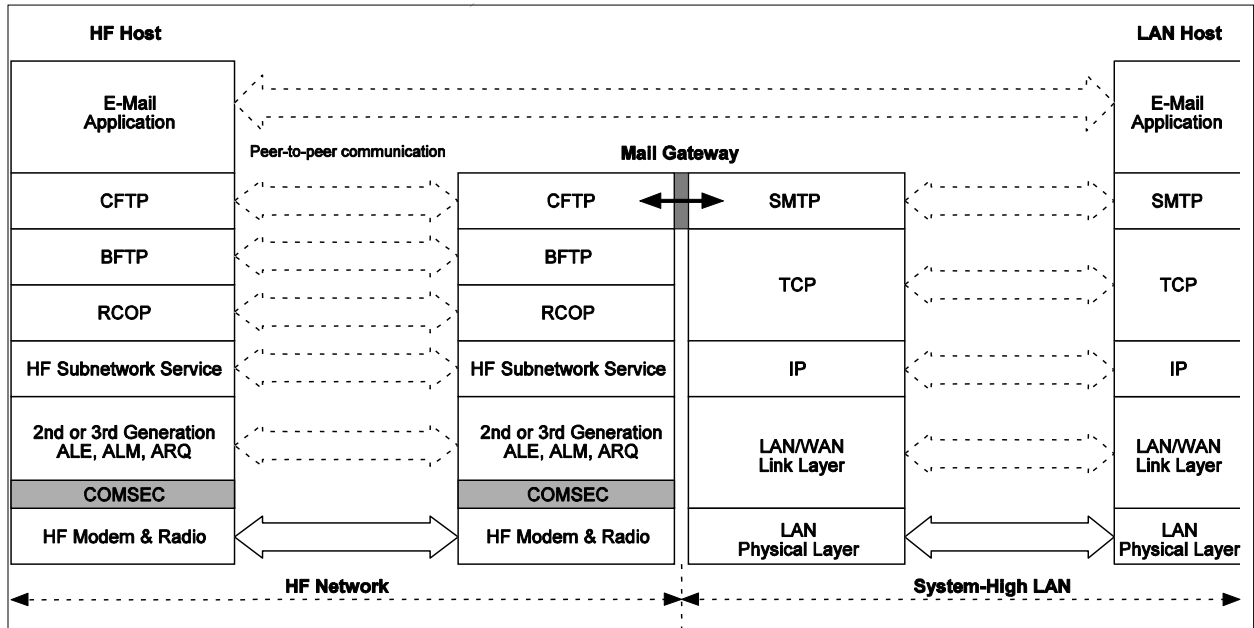 HF Host
LAN Host
E-Mail
Application
E-Mail
Application
Peer-to-peer communication
Mail Gateway
CFTP
CFTP
SMTP
SMTP
BFTP
BFTP
TCP
TCP
RCOP
RCOP
HF Subnetwork Service
HF Subnetwork Service
IP
IP
2nd or 3rd Generation
ALE, ALM, ARQ
2nd or 3rd Generation
ALE, ALM, ARQ
LAN/WAN
Link Layer
LAN/WAN
Link Layer
COMSEC
COMSEC
HF Modem & Radio
HF Modem & Radio
LAN
Physical Layer
LAN
Physical Layer
HF Network
System-High LAN